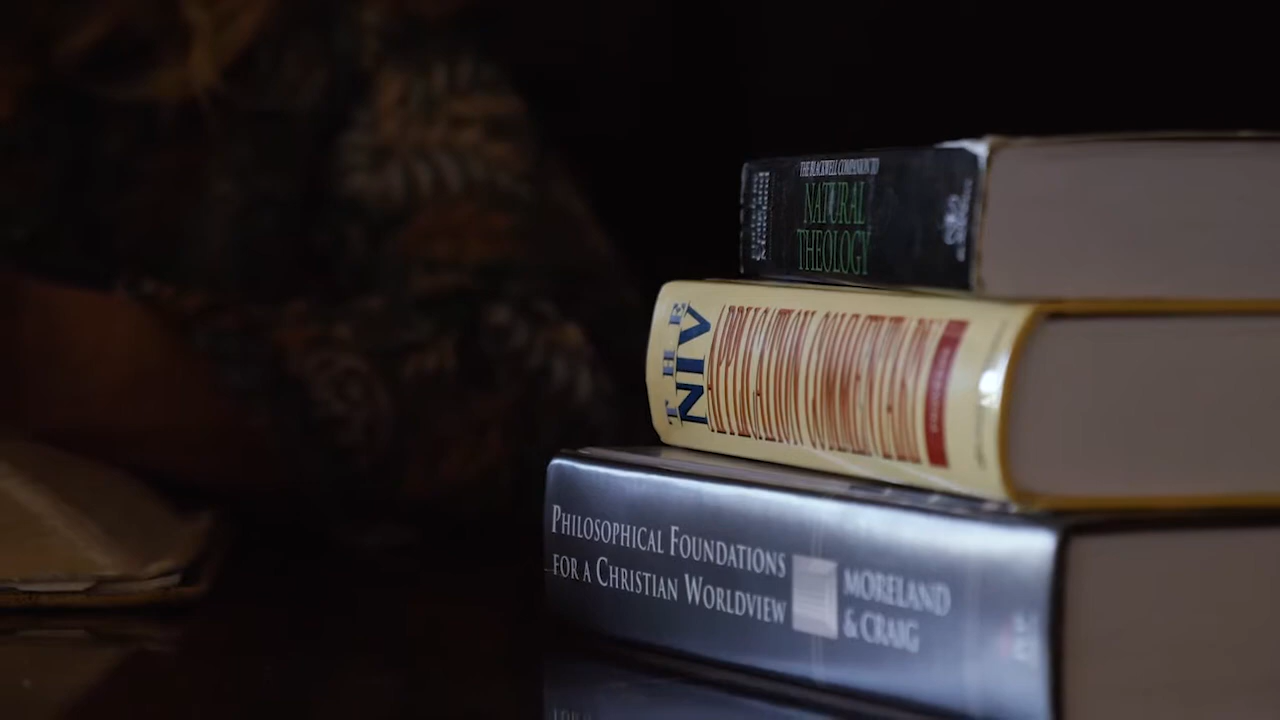 THE BLACKWELL COMPANION TO
NATURAL
THEOLOGY
THE
NIV
APPLICATION COMMENTARY
PHILOSOPHICAL FOUNDATIONS
FOR A CHRISTIAN WORLDVIEW
MORELAND
& CRAIG